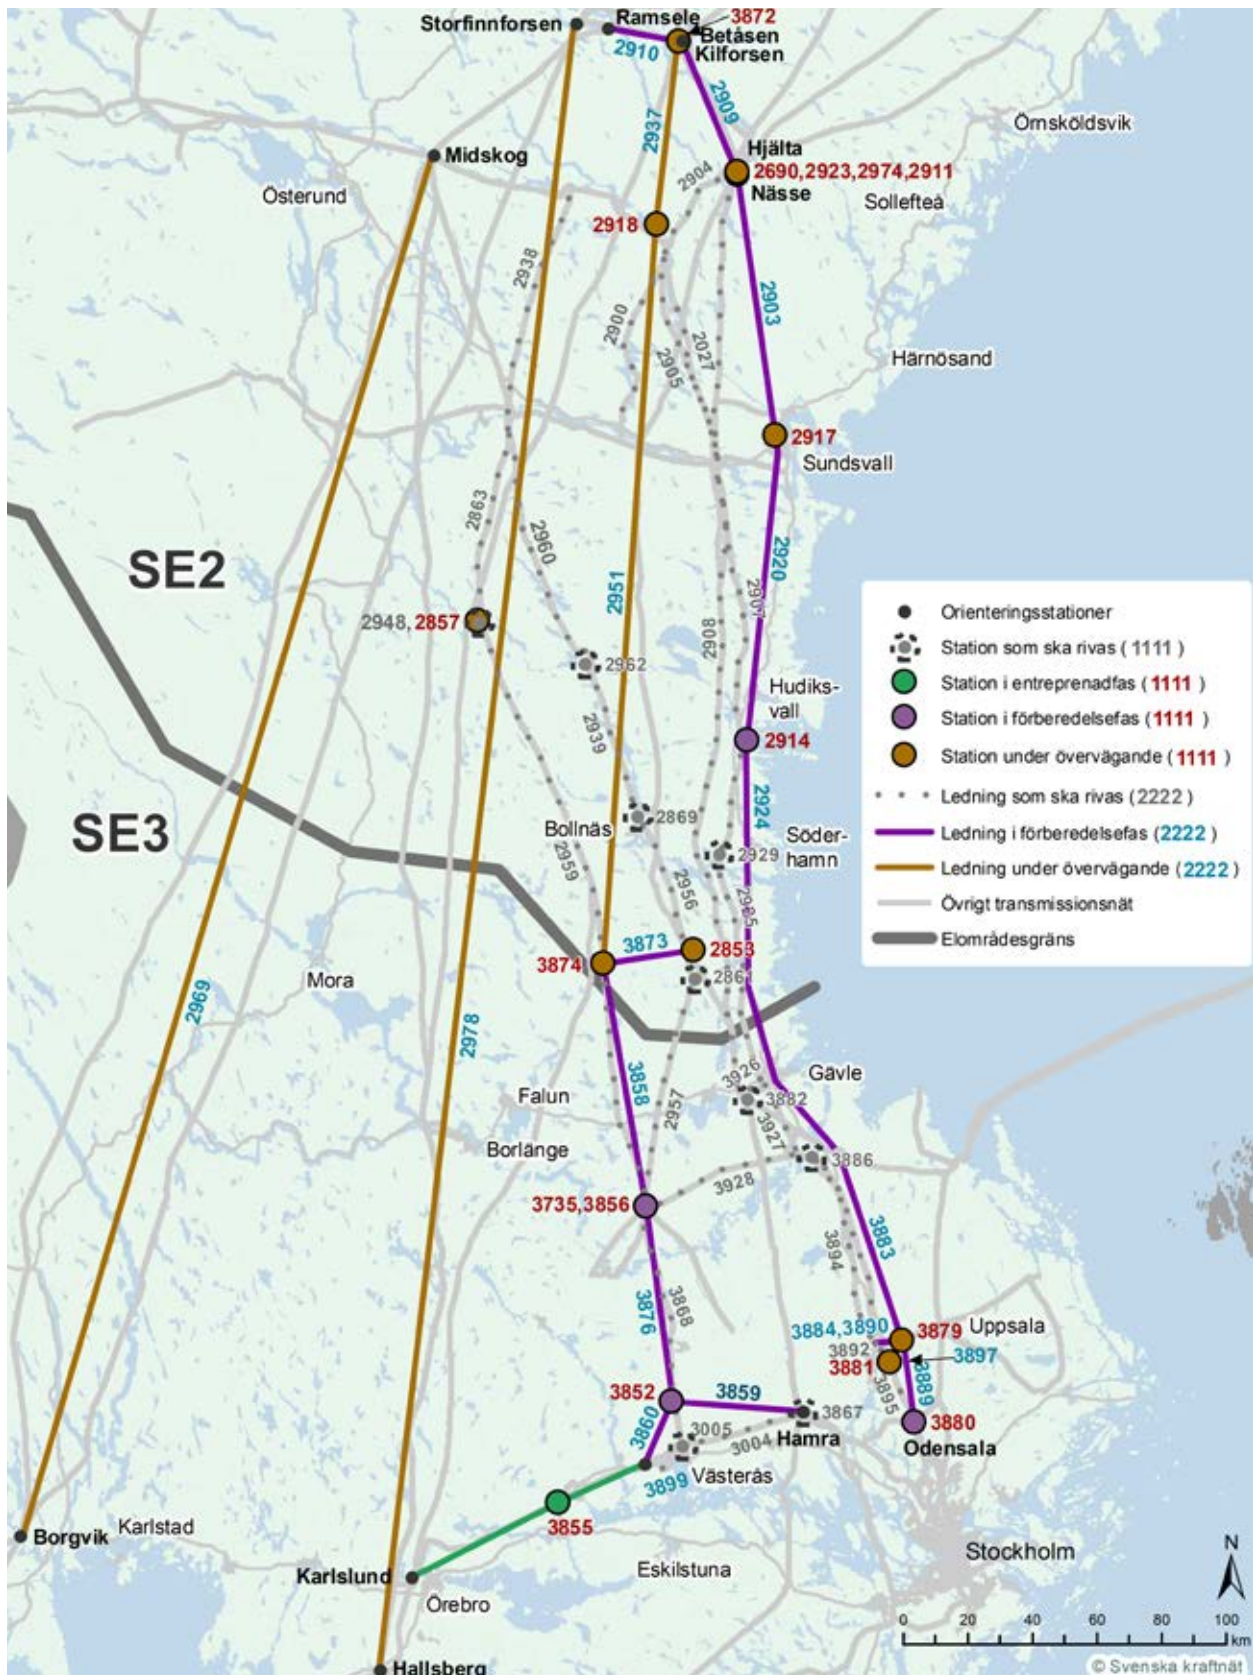 Storfinnforsen
Ramsele
3872
Betåsen
Kilforsen
2910
2909
2937
Örnsköldsvik
Midskog
Hjälta
2690,2923,2974,2911
Nässe
2904
Österund
Sollefteå
2918
2938
2903
2900
2027
2905
Härnösand
2917
Sundsvall
2863
2960
2920
SE2
2951
2907
2948, 2857
2908
2962
Hudiks-
vall
2939
2914
2924
SE3
Bollnäs
2869
Söder-
hamn
2929
2959
2956
2985
3873
2853
3874
2861
Mora
2969
2978
3858
3926
Gävle
Falun
2957
3882
3927
Borlänge
3886
3928
3735,3856
3894
3883
3876
3868
3884,3890
3879
Uppsala
3892
3897
3881
3895
3889
3852
3859
3860
3867
3880
3005
3004
Hamra
Odensala
3899
Västerås
3855
Borgvik
Karlstad
Stockholm
Karlslund
Eskilstuna
Örebro
Hallsberg
Orienteringsstationer
Station som ska rivas ( 1111 )
Station i entreprenadfas ( 1111 )
Station i förberedelsefas ( 1111 )
Station under övervägande ( 1111 )
Ledning som ska rivas (2222 )
Ledning i förberedelsefas (2222 )
Ledning under övervägande (2222 )
Övrigt transmissionsnät
Elområdesgräns
N
0 20 40 60 80 100
km
© Svenska kraftnät